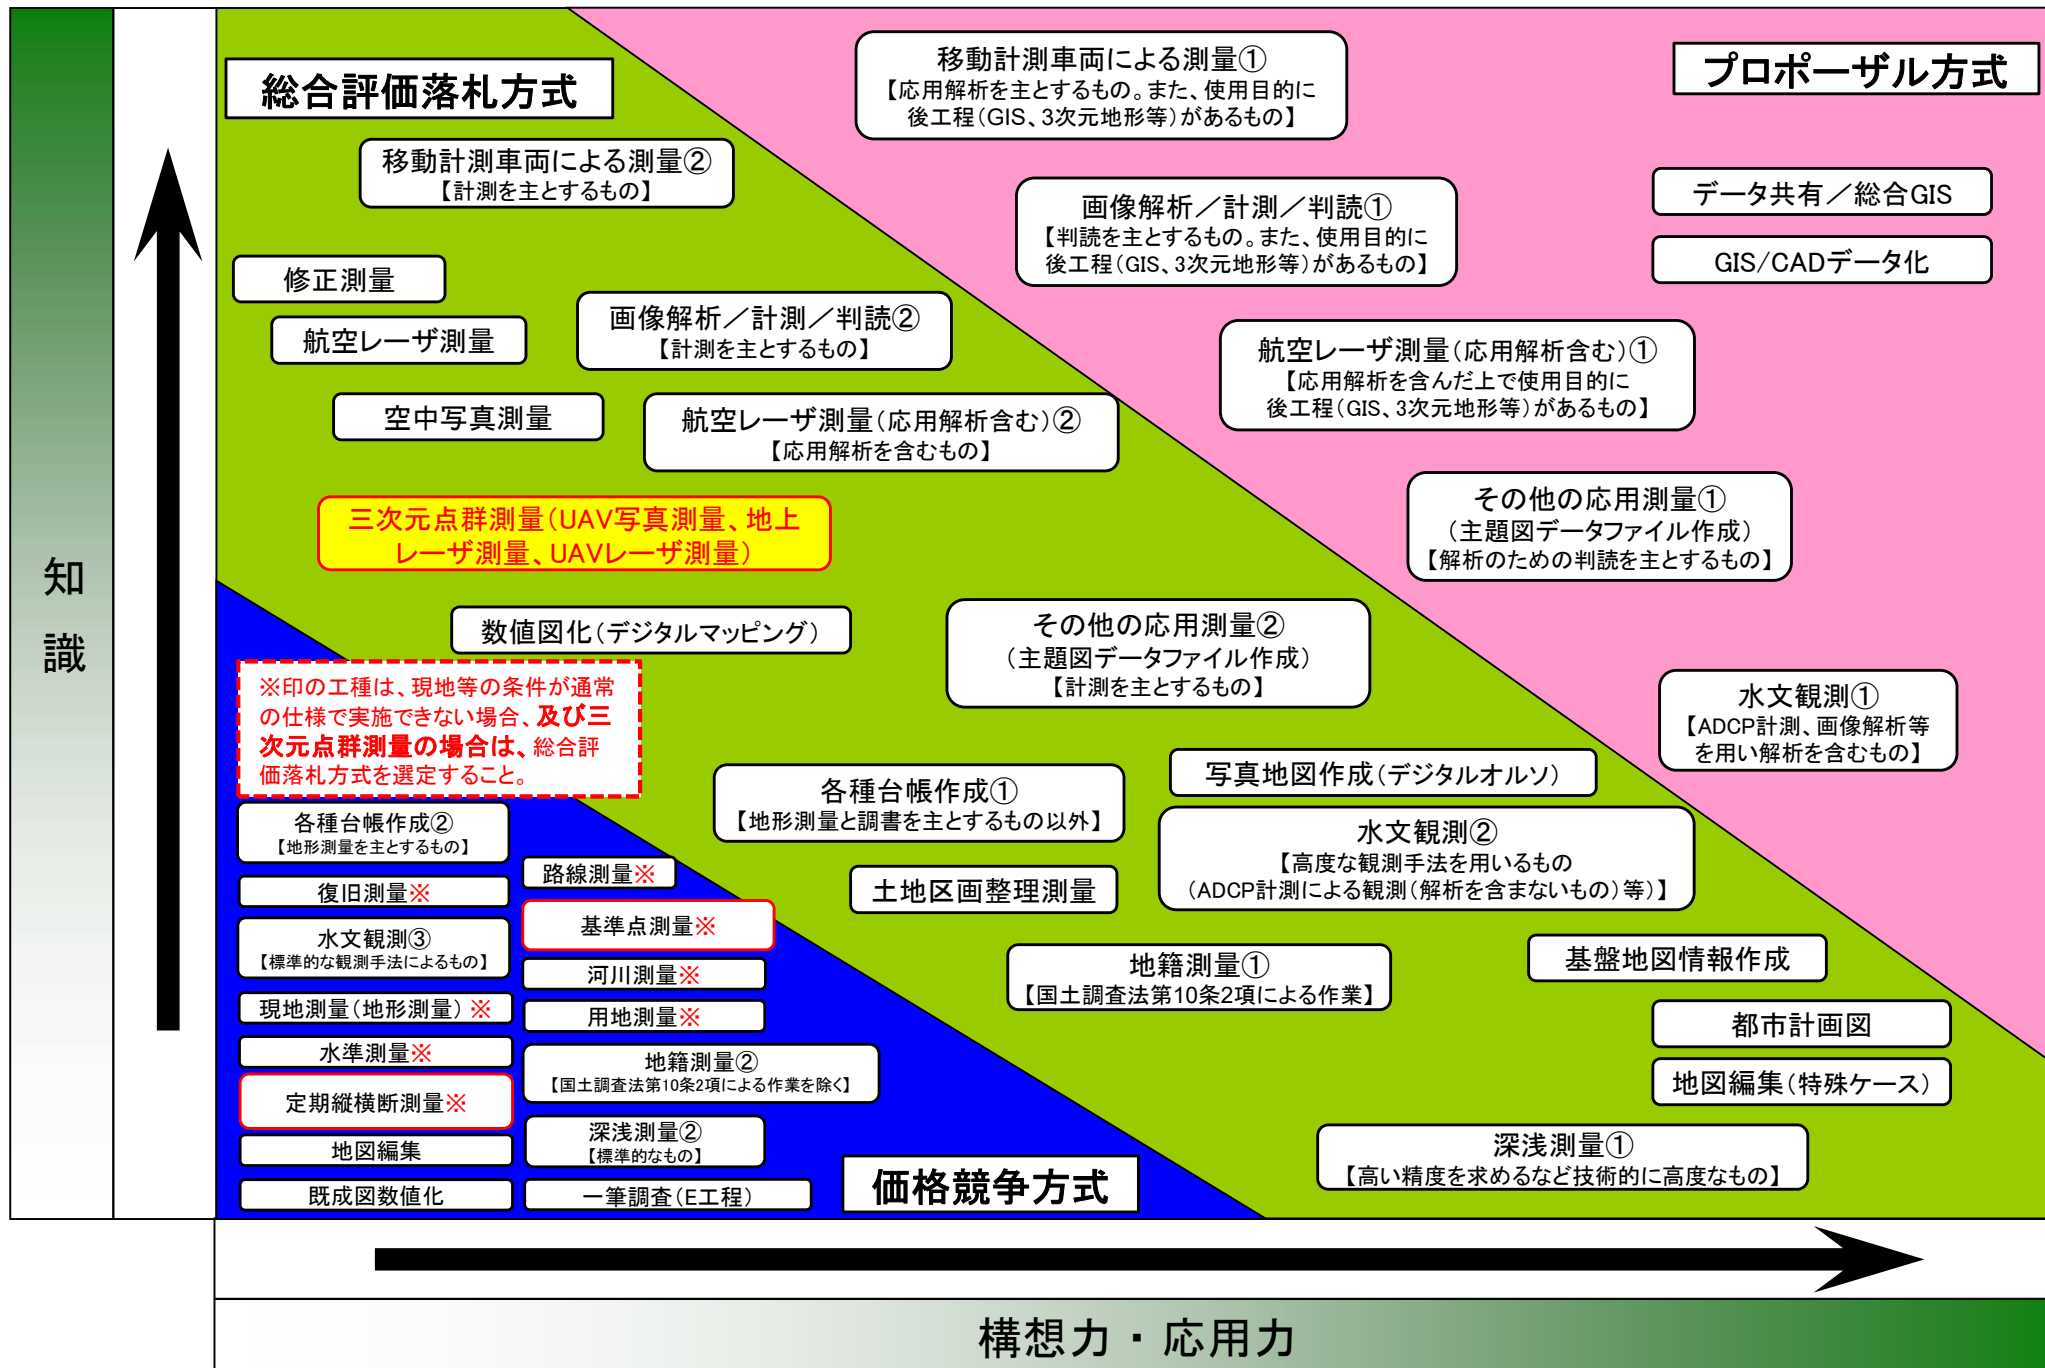 総合評価落札方式
プロポーザル方式
移動計測車両による測量①
【応用解析を主とするもの。また、使用目的に
後工程(GIS、3次元地形等)があるもの】
移動計測車両による測量②
【計測を主とするもの】
画像解析／計測／判読①
【判読を主とするもの。また、使用目的に
後工程(GIS、3次元地形等)があるもの】
データ共有／総合GIS
GIS/CADデータ化
修正測量
航空レーザ測量
画像解析／計測／判読②
【計測を主とするもの】
航空レーザ測量(応用解析含む)①
【応用解析を含んだ上で使用目的に
後工程(GIS、3次元地形等)があるもの】
空中写真測量
航空レーザ測量(応用解析含む)②
【応用解析を含むもの】
三次元点群測量(UAV写真測量、地上
レーザ測量、UAVレーザ測量)
その他の応用測量①
(主題図データファイル作成)
【解析のための判読を主とするもの】
知
識
数値図化(デジタルマッピング)
その他の応用測量②
(主題図データファイル作成)
【計測を主とするもの】
※印の工種は、現地等の条件が通常
の仕様で実施できない場合、及び三
次元点群測量の場合は、総合評
価落札方式を選定すること。
水文観測①
【ADCP計測、画像解析等
を用い解析を含むもの】
各種台帳作成①
【地形測量と調書を主とするもの以外】
写真地図作成(デジタルオルソ)
水文観測②
【高度な観測手法を用いるもの
(ADCP計測による観測(解析を含まないもの)等)】
土地区画整理測量
地籍測量①
【国土調査法第10条2項による作業】
基盤地図情報作成
都市計画図
地図編集(特殊ケース)
深浅測量①
【高い精度を求めるなど技術的に高度なもの】
各種台帳作成②
【地形測量を主とするもの】
復旧測量※
水文観測③
【標準的な観測手法によるもの】
現地測量(地形測量)※
水準測量※
定期縦横断測量※
地図編集
既成図数値化
路線測量※
基準点測量※
河川測量※
用地測量※
地籍測量②
【国土調査法第10条2項による作業を除く】
深浅測量②
【標準的なもの】
一筆調査(E工程)
価格競争方式
構想力・応用力